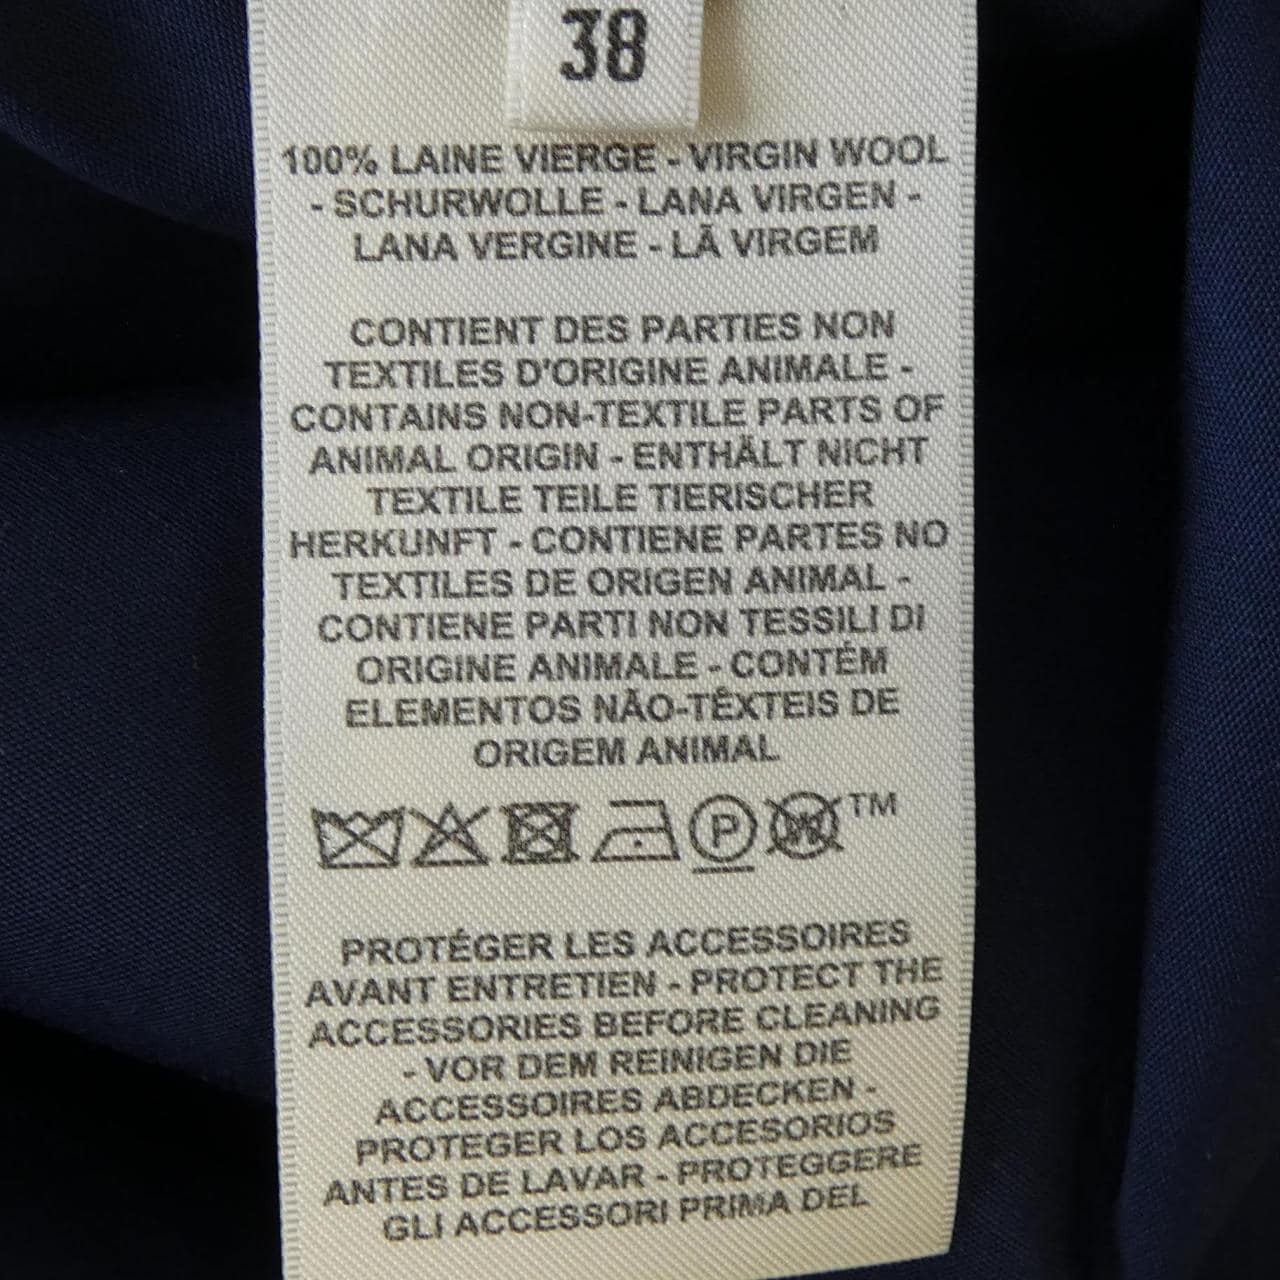 38
100% LAINE VIERGE - VIRGIN WOOL
- SCHURWOLLE - LANA VIRGEN -
LANA VERGINE - LÃ VIRGEM
CONTIENT DES PARTIES NON
TEXTILES D'ORIGINE ANIMALE -
CONTAINS NON-TEXTILE PARTS OF
ANIMAL ORIGIN - ENTHÄLT NICHT
TEXTILE TEILE TIERISCHER
HERKUNFT - CONTIENE PARTES NO
TEXTILES DE ORIGEN ANIMAL -
CONTIENE PARTI NON TESSILI DI
ORIGINE ANIMALE - CONTÉM
ELEMENTOS NÃO-TÊXTEIS DE
ORIGEM ANIMAL
P W TM
PROTÉGER LES ACCESSOIRES
AVANT ENTRETIEN - PROTECT THE
ACCESSORIES BEFORE CLEANING
- VOR DEM REINIGEN DIE
ACCESSOIRES ABDECKEN -
PROTEGER LOS ACCESORIOS
ANTES DE LAVAR - PROTEGGERE
GLI ACCESSORI PRIMA DEL